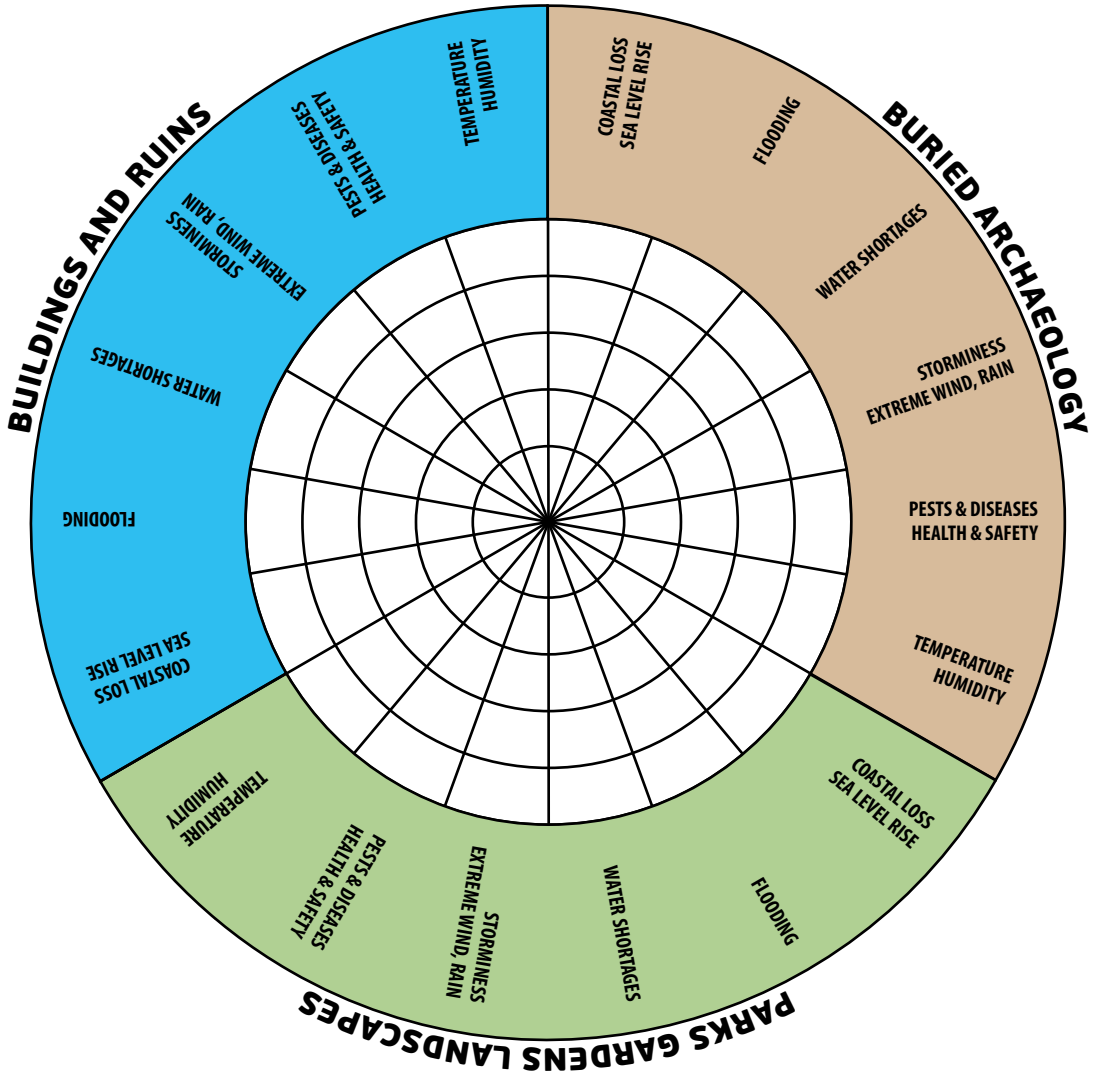 BURIED ARCHAEOLOGY
COASTAL LOSS
SEA LEVEL RISE
FLOODING
WATER SHORTAGES
STORMINESS
EXTREME WIND, RAIN
PESTS & DISEASES
HEALTH & SAFETY
TEMPERATURE
HUMIDITY
PARKS GARDENS LANDSCAPES
COASTAL LOSS
SEA LEVEL RISE
FLOODING
WATER SHORTAGES
STORMINESS
EXTREME WIND, RAIN
PESTS & DISEASES
HEALTH & SAFETY
TEMPERATURE
HUMIDITY
BUILDINGS AND RUINS
COASTAL LOSS
SEA LEVEL RISE
FLOODING
WATER SHORTAGES
STORMINESS
EXTREME WIND, RAIN
PESTS & DISEASES
HEALTH & SAFETY
TEMPERATURE
HUMIDITY